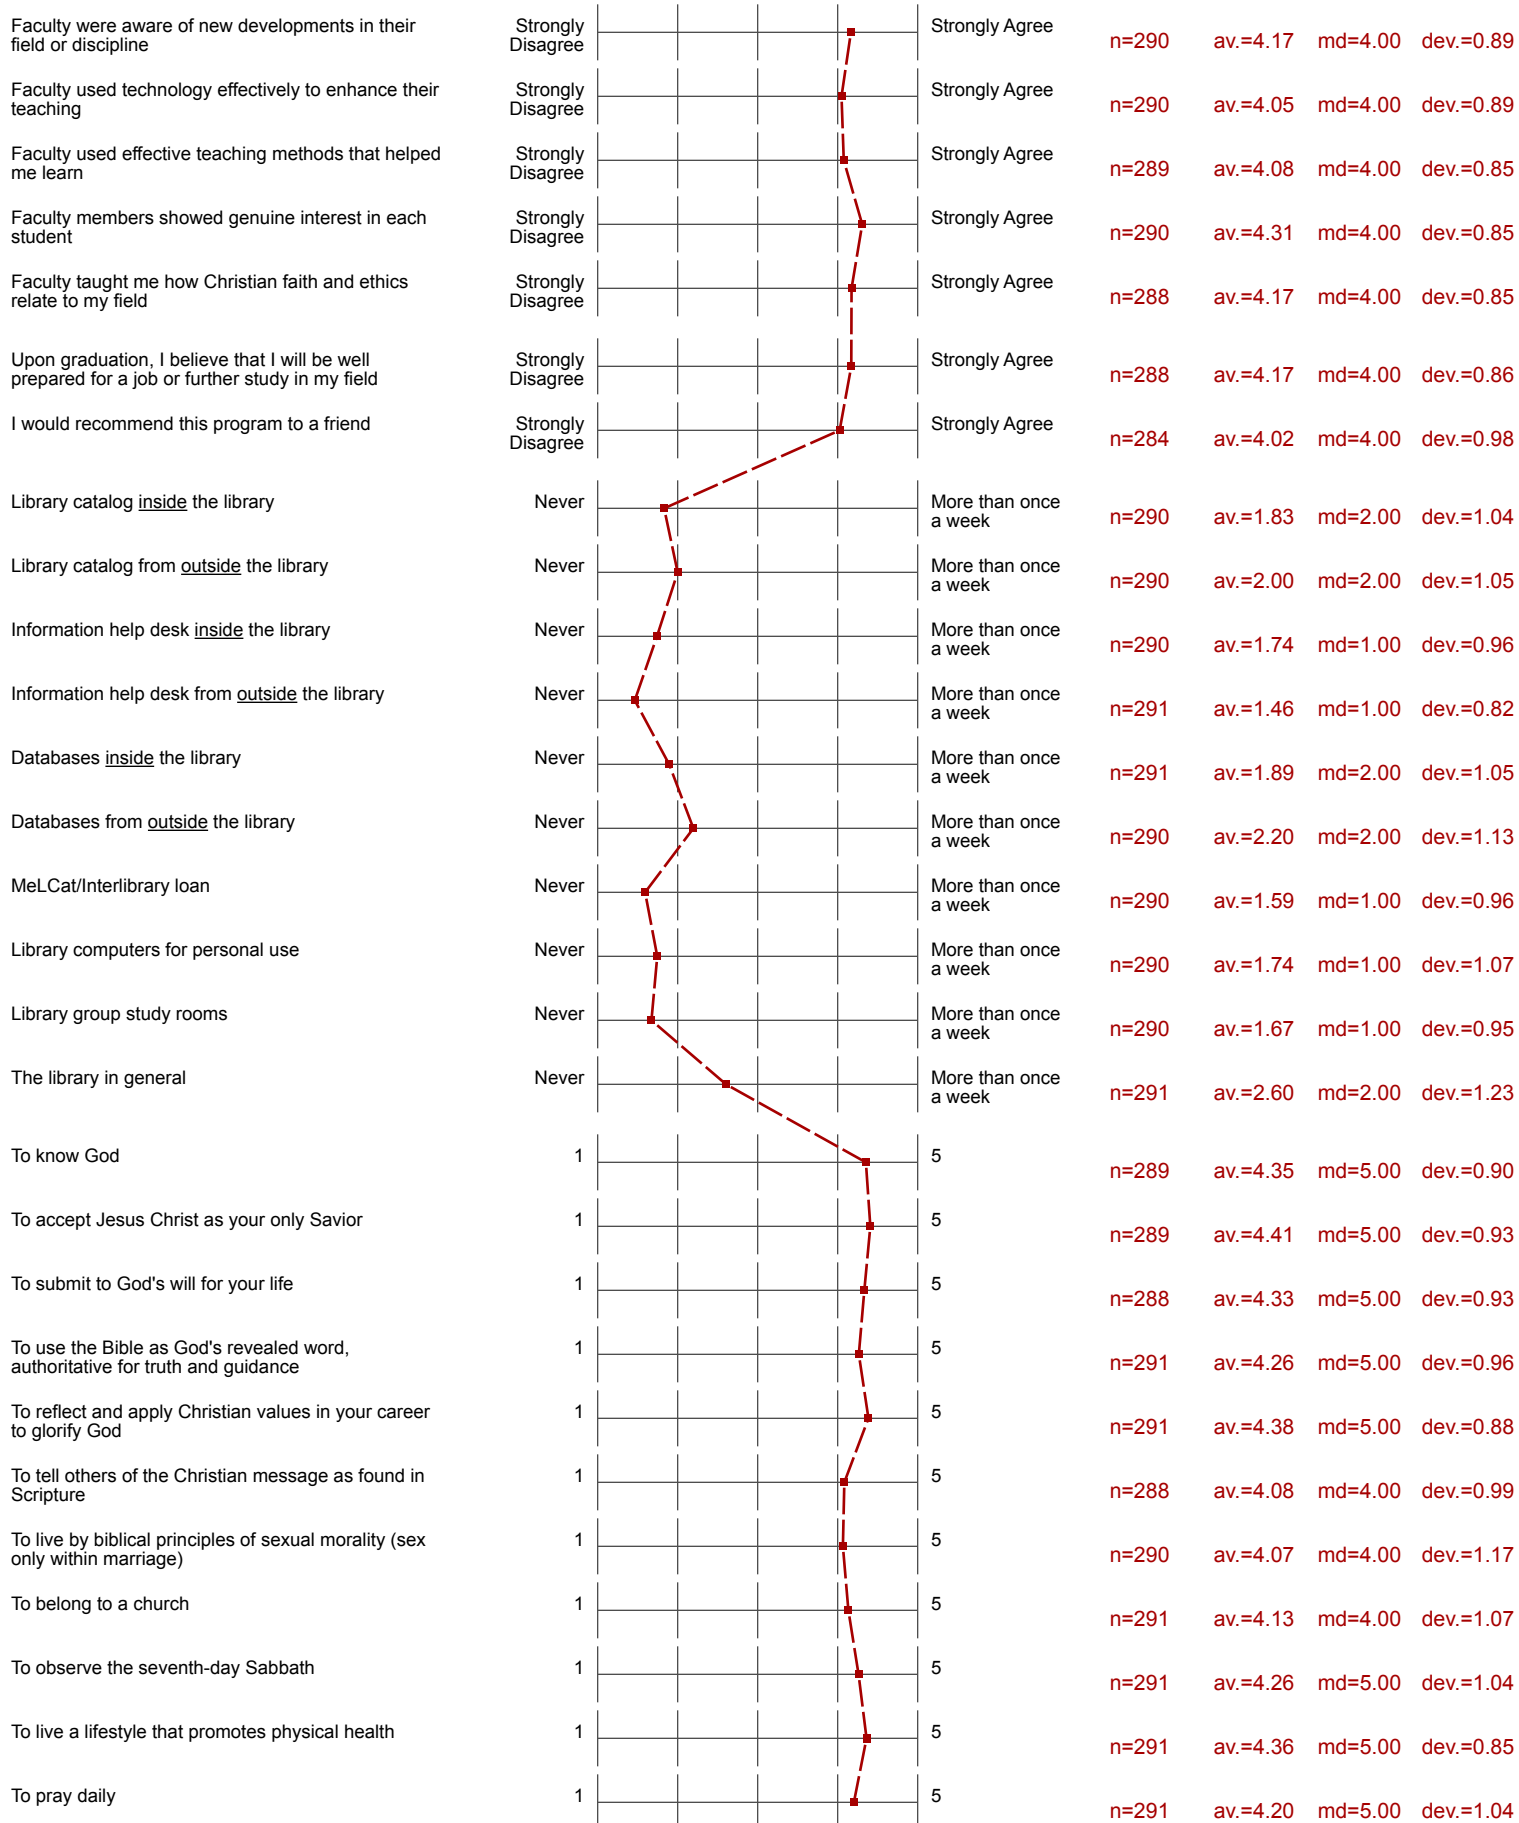 Faculty were aware of new developments in their
field or discipline
Strongly
Disagree
Strongly Agree
n=290 av.=4.17 md=4.00 dev.=0.89
Faculty used technology effectively to enhance their
teaching
Strongly
Disagree
Strongly Agree
n=290 av.=4.05 md=4.00 dev.=0.89
Faculty used effective teaching methods that helped
me learn
Strongly
Disagree
Strongly Agree
n=289 av.=4.08 md=4.00 dev.=0.85
Faculty members showed genuine interest in each
student
Strongly
Disagree
Strongly Agree
n=290 av.=4.31 md=4.00 dev.=0.85
Faculty taught me how Christian faith and ethics
relate to my field
Strongly
Disagree
Strongly Agree
n=288 av.=4.17 md=4.00 dev.=0.85
Upon graduation, I believe that I will be well
prepared for a job or further study in my field
Strongly
Disagree
Strongly Agree
n=288 av.=4.17 md=4.00 dev.=0.86
I would recommend this program to a friend
Strongly
Disagree
Strongly Agree
n=284 av.=4.02 md=4.00 dev.=0.98
Library catalog inside the library
Never
More than once
a week
n=290 av.=1.83 md=2.00 dev.=1.04
Library catalog from outside the library
Never
More than once
a week
n=290 av.=2.00 md=2.00 dev.=1.05
Information help desk inside the library
Never
More than once
a week
n=290 av.=1.74 md=1.00 dev.=0.96
Information help desk from outside the library
Never
More than once
a week
n=291 av.=1.46 md=1.00 dev.=0.82
Databases inside the library
Never
More than once
a week
n=291 av.=1.89 md=2.00 dev.=1.05
Databases from outside the library
Never
More than once
a week
n=290 av.=2.20 md=2.00 dev.=1.13
MeLCat/Interlibrary loan
Never
More than once
a week
n=290 av.=1.59 md=1.00 dev.=0.96
Library computers for personal use
Never
More than once
a week
n=290 av.=1.74 md=1.00 dev.=1.07
Library group study rooms
Never
More than once
a week
n=290 av.=1.67 md=1.00 dev.=0.95
The library in general
Never
More than once
a week
n=291 av.=2.60 md=2.00 dev.=1.23
To know God
1
5
n=289 av.=4.35 md=5.00 dev.=0.90
To accept Jesus Christ as your only Savior
1
5
n=289 av.=4.41 md=5.00 dev.=0.93
To submit to God's will for your life
1
5
n=288 av.=4.33 md=5.00 dev.=0.93
To use the Bible as God's revealed word,
authoritative for truth and guidance
1
5
n=291 av.=4.26 md=5.00 dev.=0.96
To reflect and apply Christian values in your career
to glorify God
1
5
n=291 av.=4.38 md=5.00 dev.=0.88
To tell others of the Christian message as found in
Scripture
1
5
n=288 av.=4.08 md=4.00 dev.=0.99
To live by biblical principles of sexual morality (sex
only within marriage)
1
5
n=290 av.=4.07 md=4.00 dev.=1.17
To belong to a church
1
5
n=291 av.=4.13 md=4.00 dev.=1.07
To observe the seventh-day Sabbath
1
5
n=291 av.=4.26 md=5.00 dev.=1.04
To live a lifestyle that promotes physical health
1
5
n=291 av.=4.36 md=5.00 dev.=0.85
To pray daily
1
5
n=291 av.=4.20 md=5.00 dev.=1.04